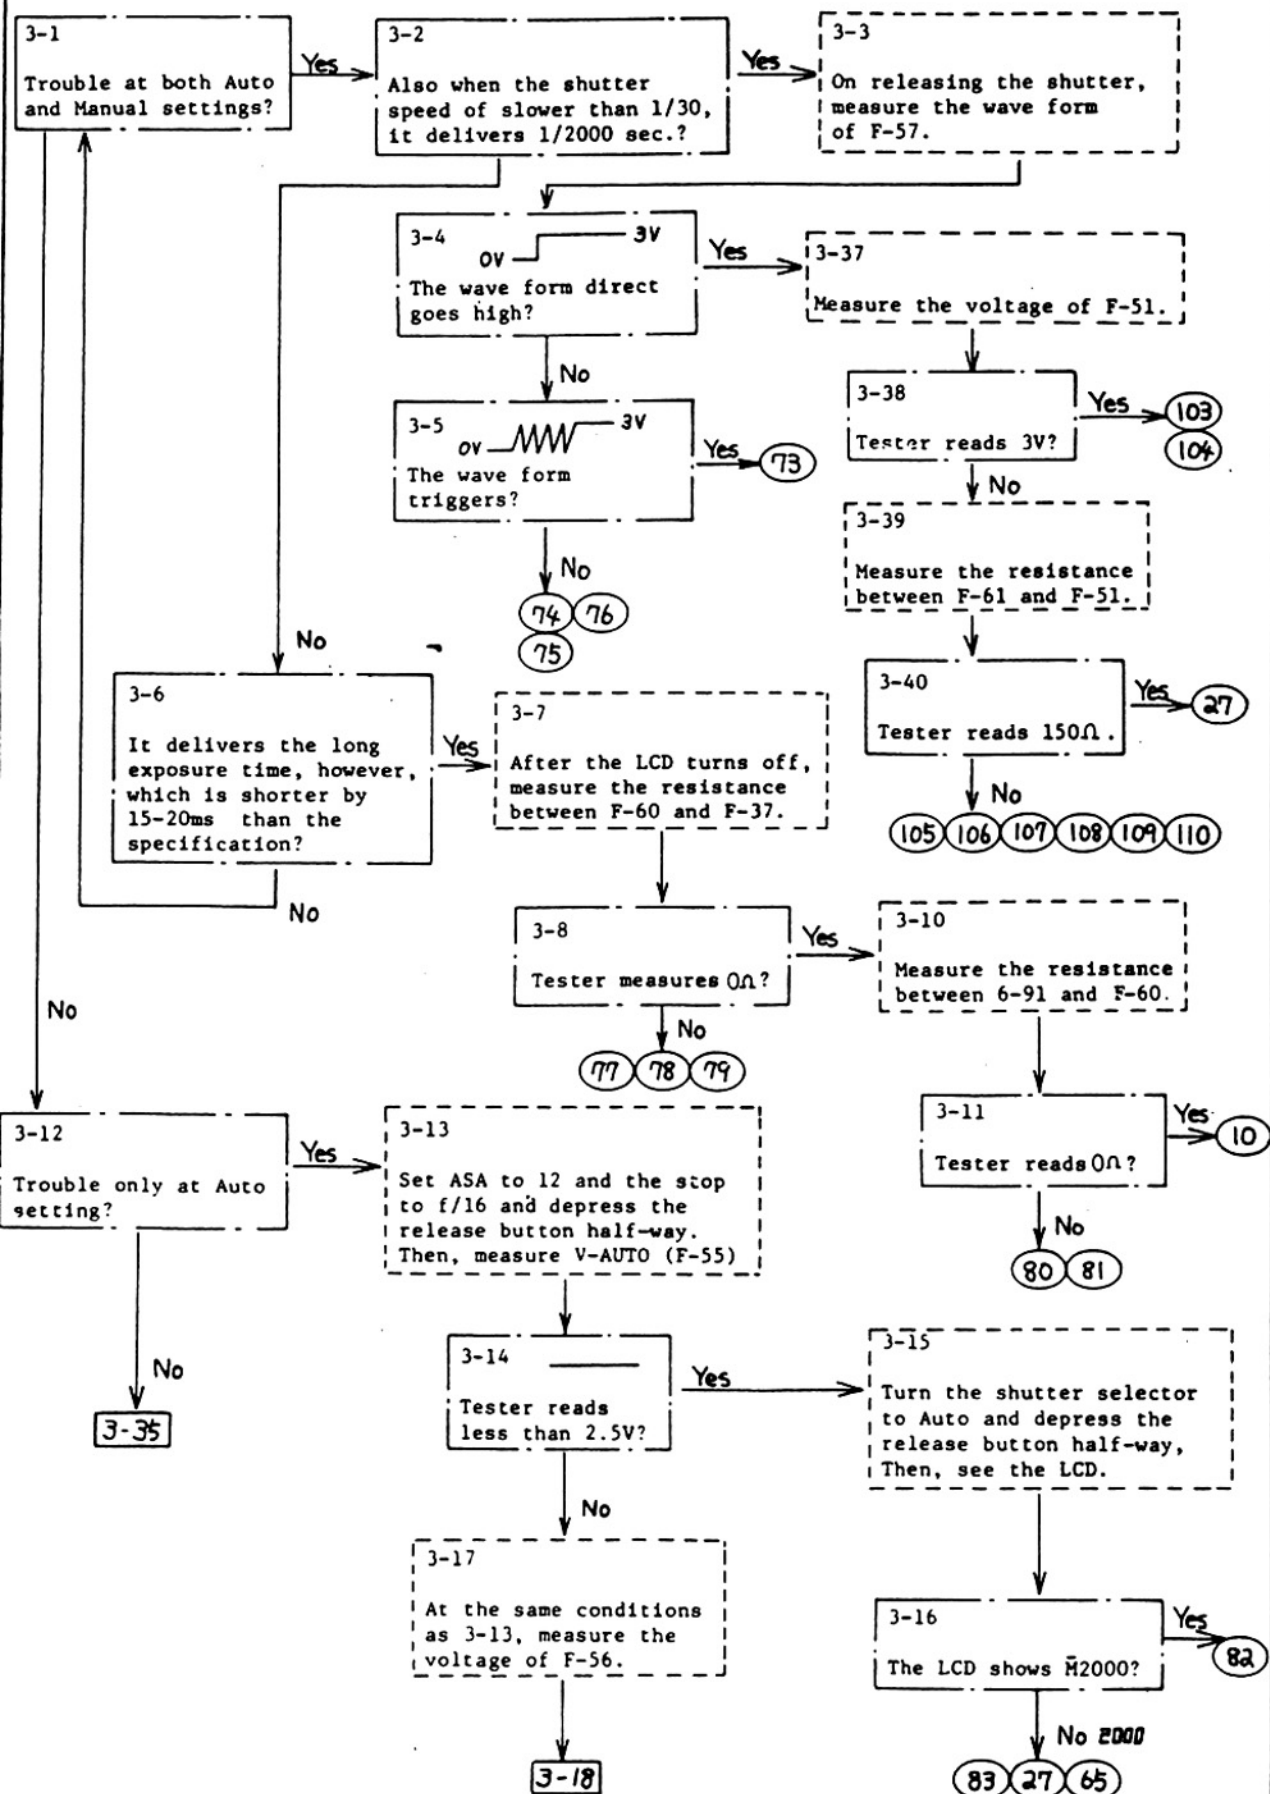 3-1
Trouble at both Auto
and Manual settings?
Yes
3-2
Also when the shutter
speed of slower than 1/30,
it delivers 1/2000 sec.?
Yes
3-3
On releasing the shutter,
measure the wave form
of F-57.
3-4
0V
3V
The wave form direct
goes high?
Yes
3-37
Measure the voltage of F-51.
No
3-38
Tester reads 3V?
Yes
103
104
3-5
0V
3V
The wave form
triggers?
Yes
73
No
3-39
Measure the resistance
between F-61 and F-51.
No
74 76
75
No
3-40
Tester reads 150Ω.
Yes
27
No
105 106 107 108 109 110
3-6
It delivers the long
exposure time, however,
which is shorter by
15-20ms than the
specification?
Yes
No
3-7
After the LCD turns off,
measure the resistance
between F-60 and F-37.
3-8
Tester measures 0Ω?
Yes
No
77 78 79
3-10
Measure the resistance
between 6-91 and F-60.
3-11
Tester reads 0Ω?
Yes
10
No
80 81
No
3-12
Trouble only at Auto
setting?
Yes
No
3-35
3-13
Set ASA to 12 and the stop
to f/16 and depress the
release button half-way.
Then, measure V-AUTO (F-55)
3-14
Tester reads
less than 2.5V?
Yes
No
3-15
Turn the shutter selector
to Auto and depress the
release button half-way,
Then, see the LCD.
3-17
At the same conditions
as 3-13, measure the
voltage of F-56.
3-18
3-16
The LCD shows M̄2000?
Yes
82
No 2000
83 27 65